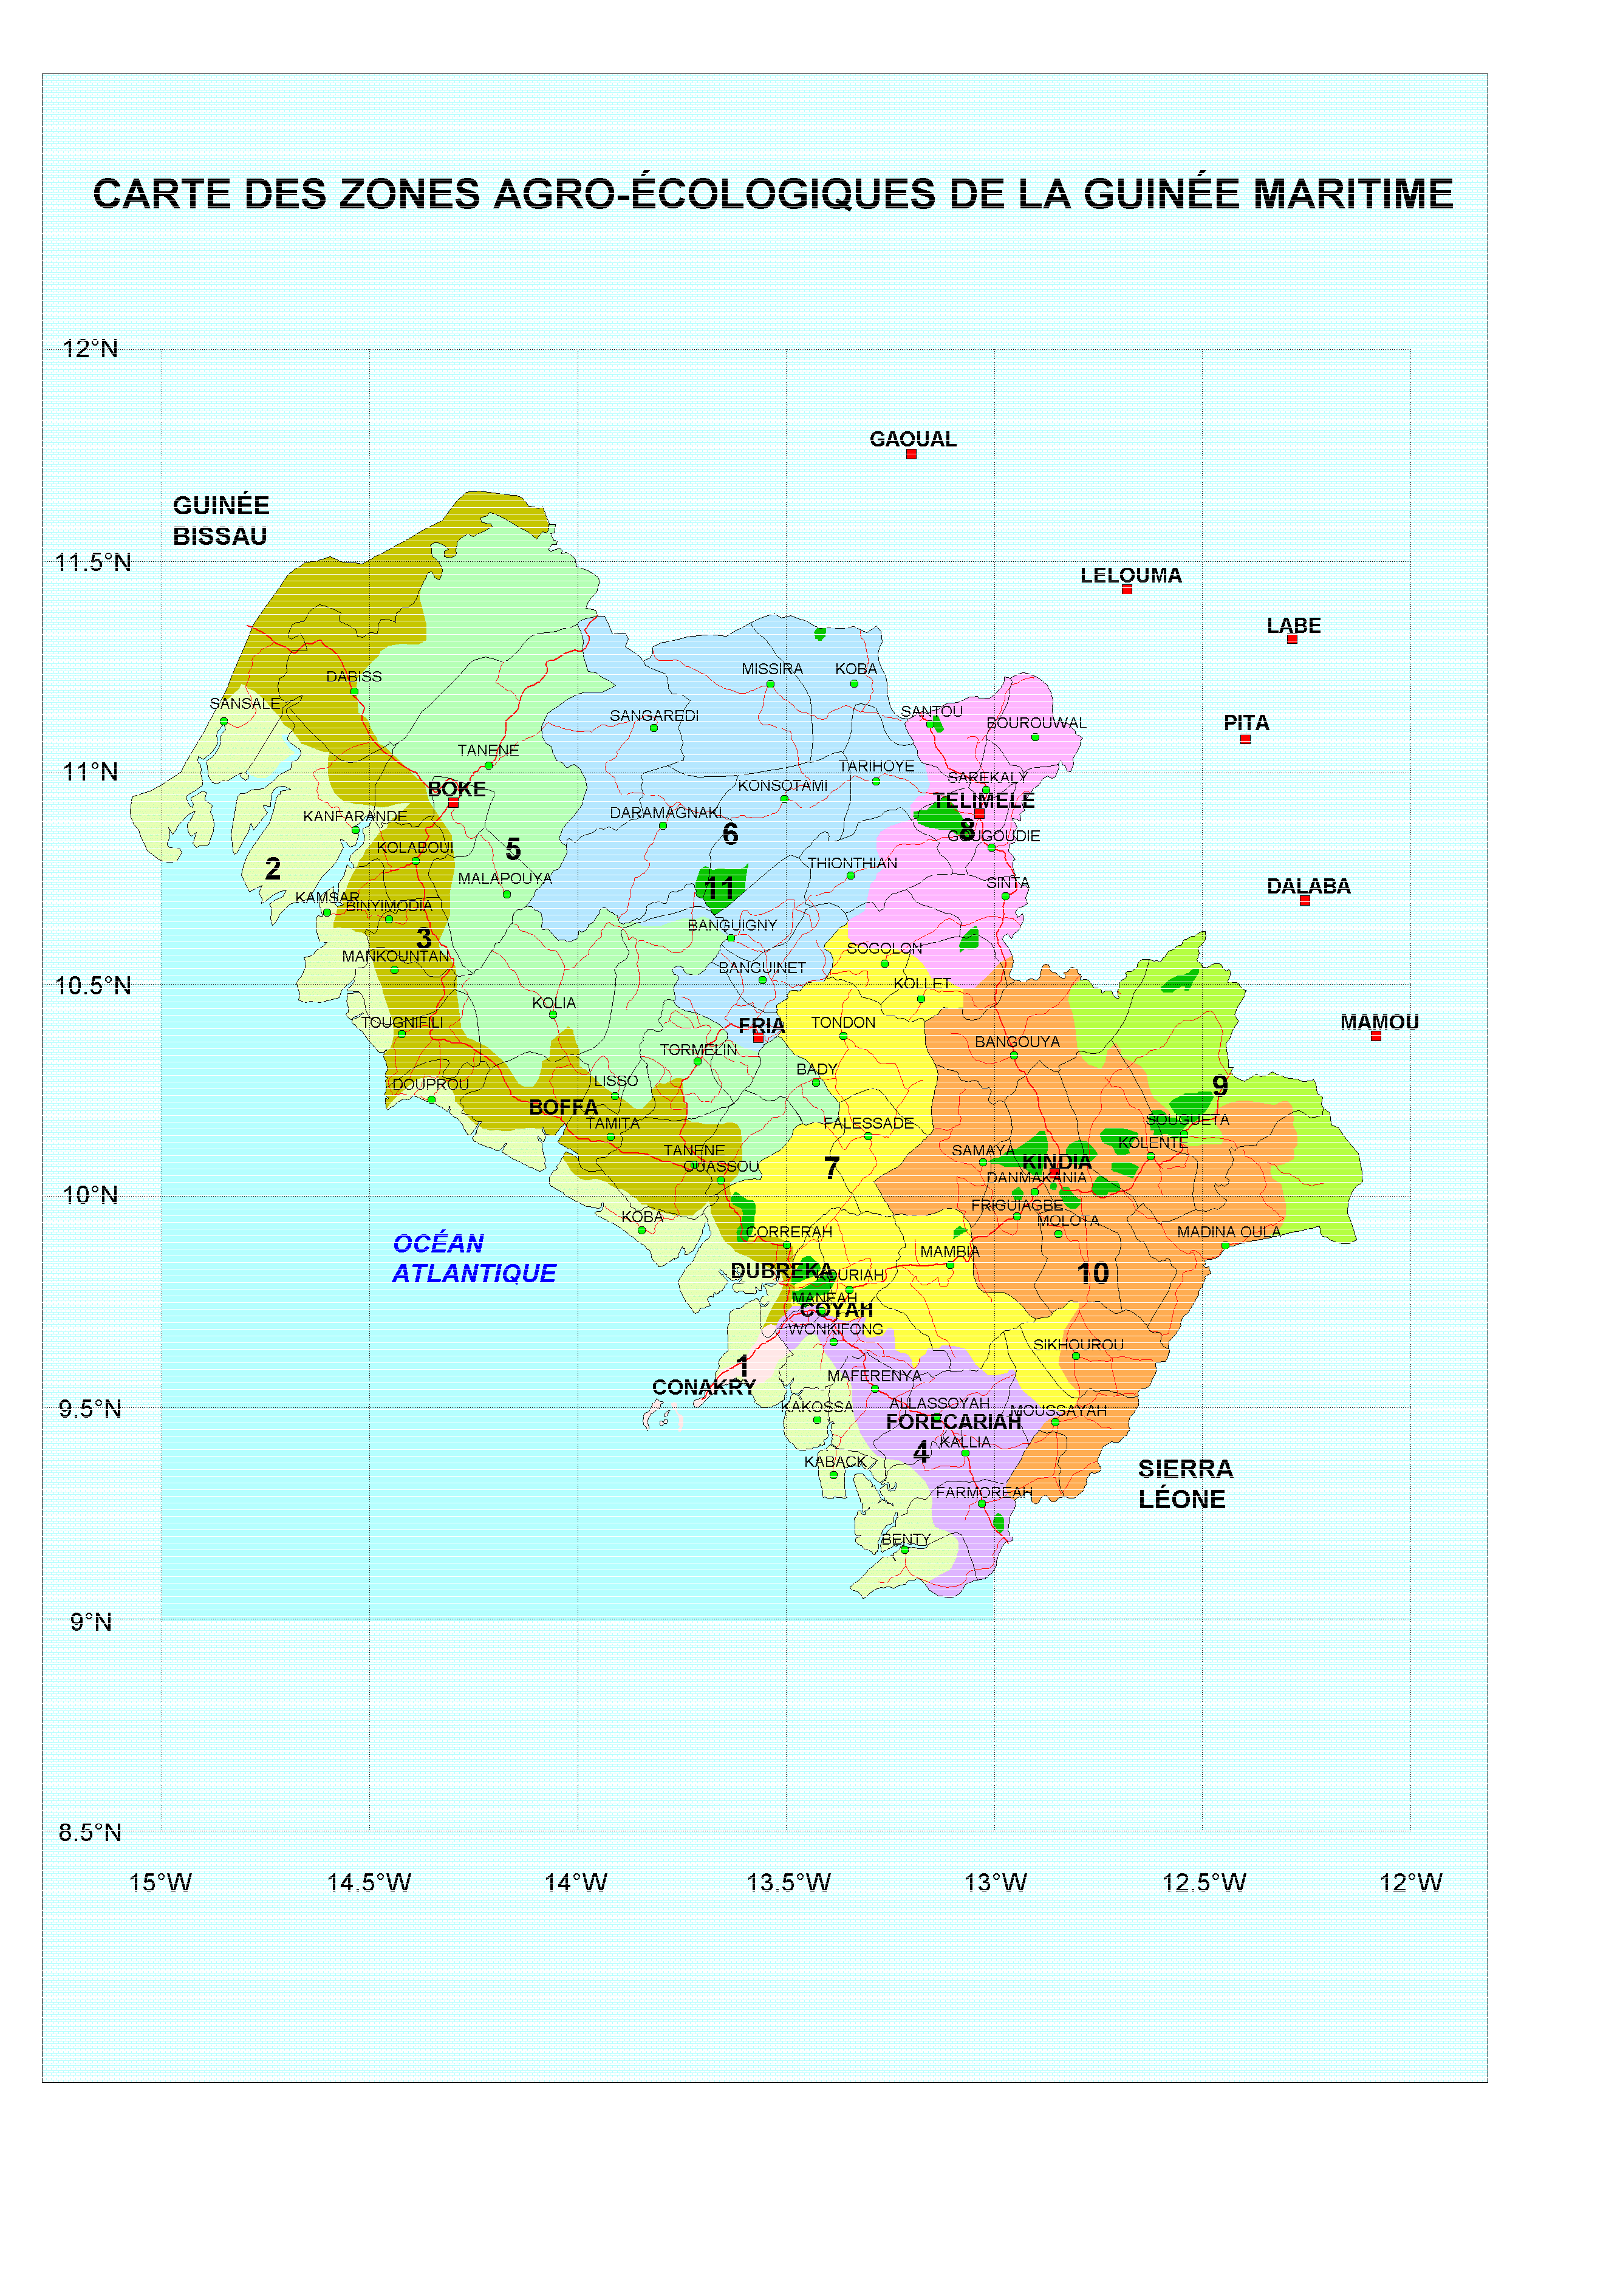 CARTE DES ZONES AGRO-ÉCOLOGIQUES DE LA GUINÉE MARITIME
12°N
GAOUAL
GUINÉE
BISSAU
11.5°N
LELOUMA
LABE
MISSIRA
KOBA
DABISS
SANSALE
SANGAREDI
SANTOU
BOUROUWAL
PITA
TANENE
11°N
TARIHOYE
SAREKALY
BOKE
KONSOTAMI
TELIMELE
KANFARANDE
DARAMAGNAKI
6
8
GOUGOUDIE
KOLABOUI
5
2
THIONTHIAN
MALAPOUYA
11
SINTA
DALABA
KAMSAR
BINYIMODIA
BANGUIGNY
3
SOGOLON
MANKOUNTAN
BANGUINET
10.5°N
KOLLET
KOLIA
TOUGNIFILI
FRIA
TONDON
MAMOU
BANGOUYA
TORMELIN
BADY
DOUPROU
LISSO
9
BOFFA
TAMITA
FALESSADE
SOUGUETA
KOLENTE
TANENE
SAMAYA
OUASSOU
7
KINDIA
DANMAKANIA
10°N
FRIGUIAGBE
KOBA
MOLOTA
CORRERAH
MADINA OULA
OCÉAN
ATLANTIQUE
MAMBIA
DUBREKA
KOURIAH
10
MANEAH
COYAH
WONKIFONG
SIKHOUROU
1
CONAKRY
MAFERENYA
9.5°N
KAKOSSA
ALLASSOYAH
MOUSSAYAH
FORECARIAH
4
KALLIA
KABACK
SIERRA
LÉONE
FARMOREAH
BENTY
9°N
8.5°N
15°W
14.5°W
14°W
13.5°W
13°W
12.5°W
12°W